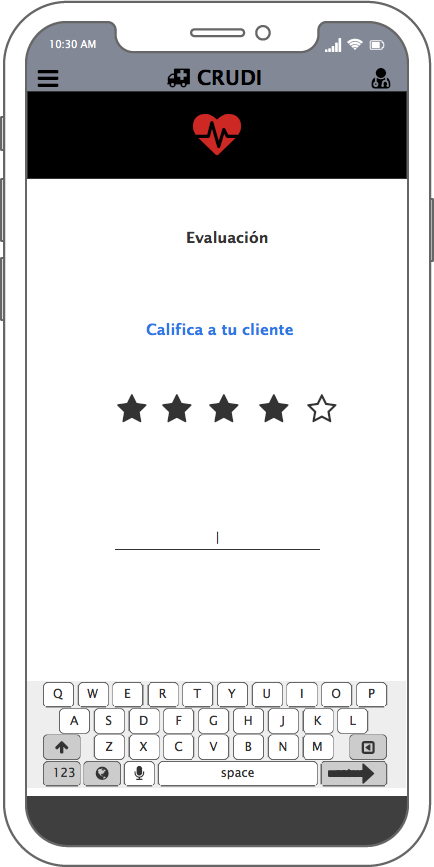 10:30 AM
CRUDI
Evaluación
Califica a tu cliente
Q W E R T Y U I O P
A S D F G H J K L
Z X C V B N M
123 space